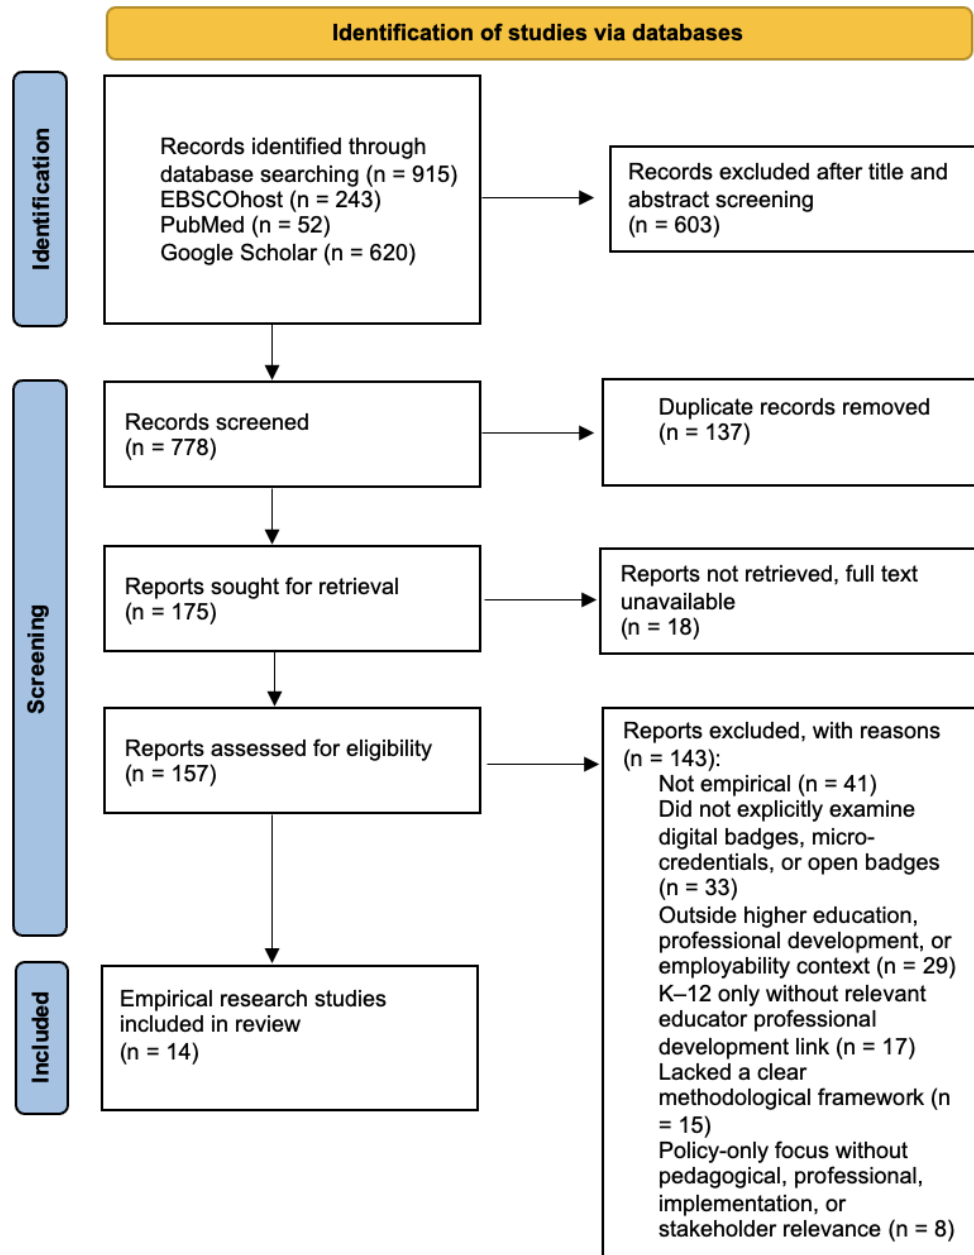 Identification of studies via databases
Identification
Records identified through
database searching (n = 915)
EBSCOhost (n = 243)
PubMed (n = 52)
Google Scholar (n = 620)
Records excluded after title and
abstract screening
(n = 603)
Screening
Records screened
(n = 778)
Duplicate records removed
(n = 137)
Reports sought for retrieval
(n = 175)
Reports not retrieved, full text
unavailable
(n = 18)
Reports assessed for eligibility
(n = 157)
Reports excluded, with reasons
(n = 143):
Not empirical (n = 41)
Did not explicitly examine
digital badges, micro-
credentials, or open badges
(n = 33)
Outside higher education,
professional development, or
employability context (n = 29)
K–12 only without relevant
educator professional
development link (n = 17)
Lacked a clear
methodological framework (n
= 15)
Policy-only focus without
pedagogical, professional,
implementation, or
stakeholder relevance (n = 8)
Included
Empirical research studies
included in review
(n = 14)